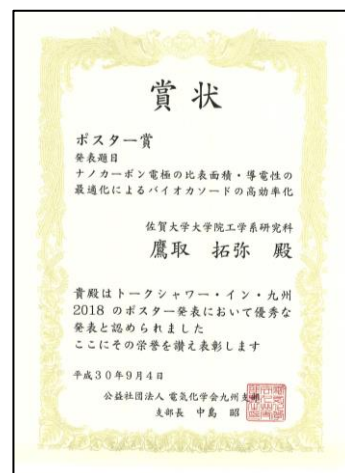 賞状
ポスター賞
発表題目
ナノカーボン電極の比表面積・導電性の
最適化によるバイオカソードの高効率化
佐賀大学大学院工学系研究科
鷹取 拓弥 殿
貴殿はトークシャワー・イン・九州
2018 のポスター発表において優秀な
発表と認められました
ここにその栄誉を讃え表彰します
平成30年9月4日
公益社団法人 電気化学会九州支部
支部長 中島 昭